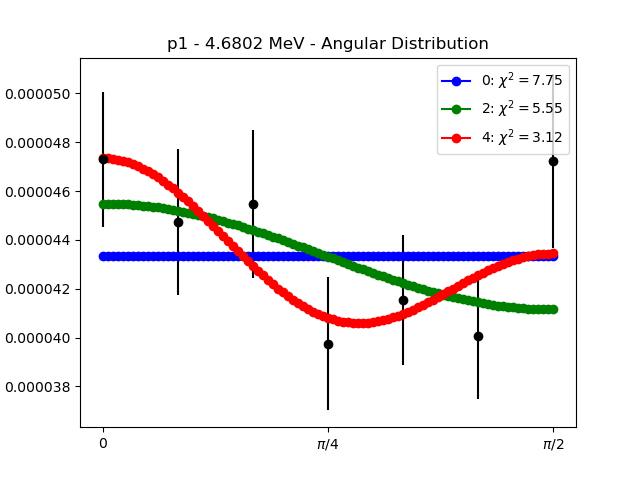 p1 - 4.6802 MeV - Angular Distribution
0.000050
0.000048
0.000046
0.000044
0.000042
0.000040
0.000038
0: χ² = 7.75
2: χ² = 5.55
4: χ² = 3.12
0
π/4
π/2